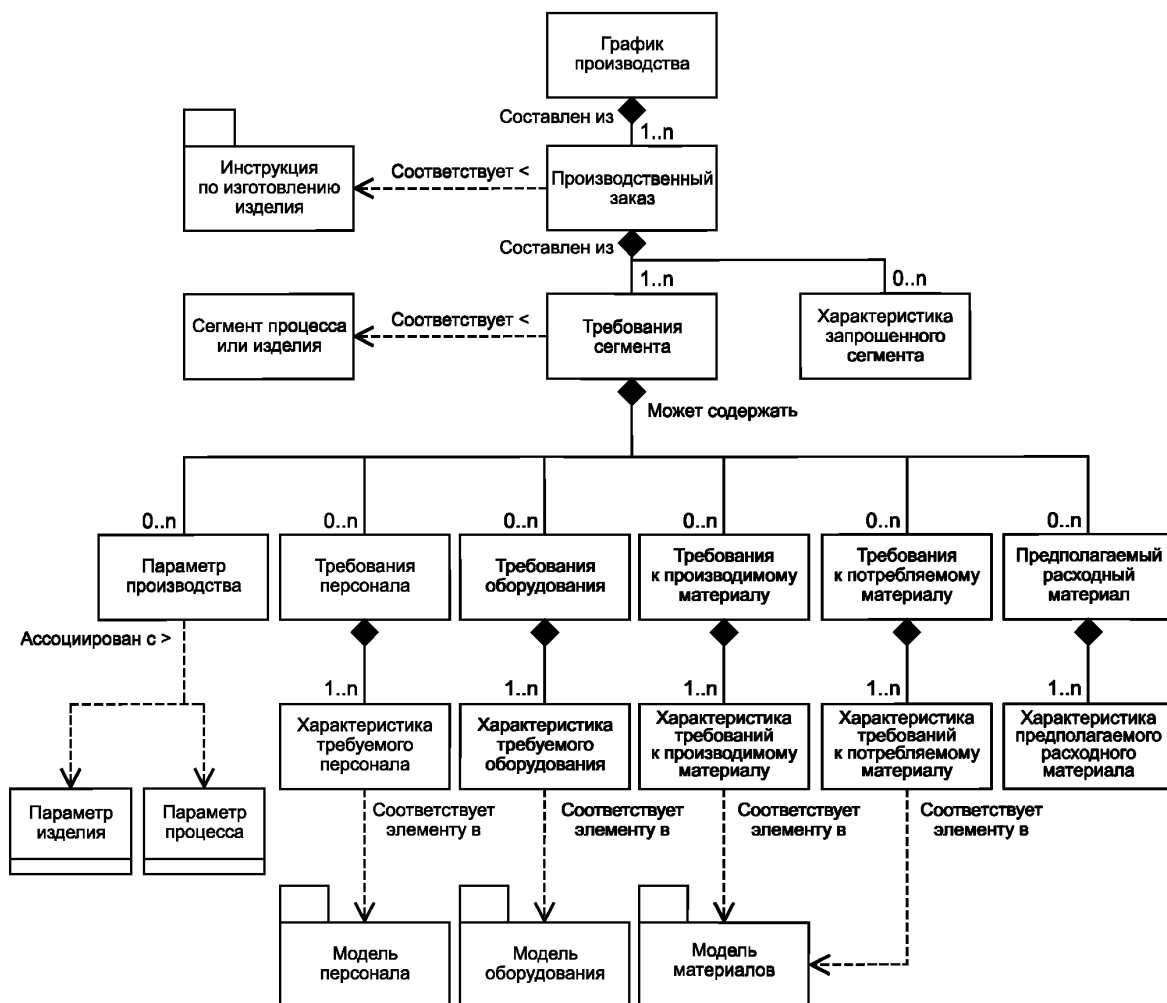 График
производства
Составлен из
1..n
Инструкция
по изготовлению
изделия
Соответствует <
Производственный
заказ
Составлен из
1..n
0..n
Сегмент процесса
или изделия
Соответствует <
Требования
сегмента
Характеристика
запрошенного
сегмента
Может содержать
0..n
0..n
0..n
0..n
0..n
0..n
Параметр
производства
Требования
персонала
Требования
оборудования
Требования
к производимому
материалу
Требования
к потребляемому
материалу
Предполагаемый
расходный
материал
Ассоциирован с >
1..n
1..n
1..n
1..n
1..n
Характеристика
требуемого
персонала
Характеристика
требуемого
оборудования
Характеристика
требований
к производимому
материалу
Характеристика
требований
к потребляемому
материалу
Характеристика
предполагаемого
расходного
материала
Параметр
изделия
Параметр
процесса
Соответствует
элементу в
Соответствует
элементу в
Соответствует
элементу в
Соответствует
элементу в
Модель
персонала
Модель
оборудования
Модель
материалов